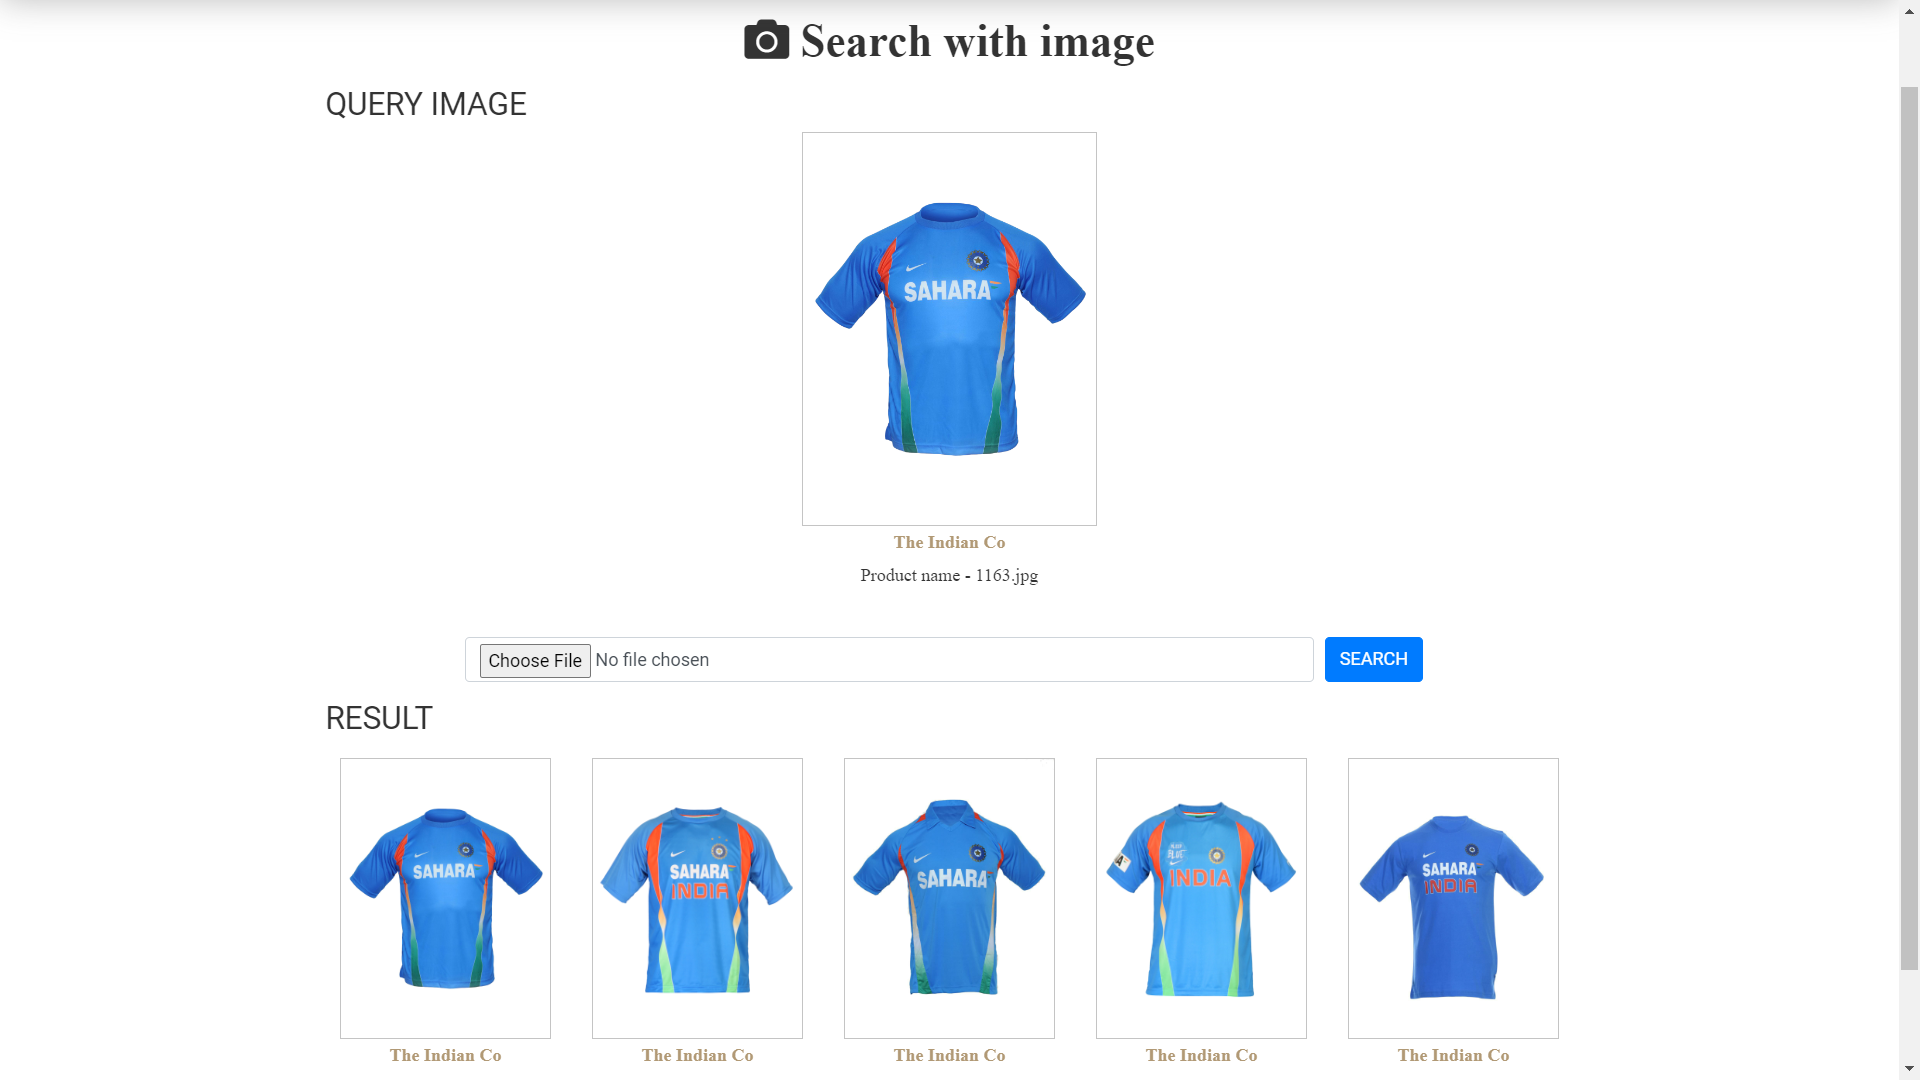 Search with image
QUERY IMAGE
SAHARA
The Indian Co
Product name - 1163.jpg
Choose File No file chosen
SEARCH
RESULT
SAHARA
SAHARA
INDIA
SAHARA
INDIA
SAHARA
INDIA
The Indian Co
The Indian Co
The Indian Co
The Indian Co
The Indian Co